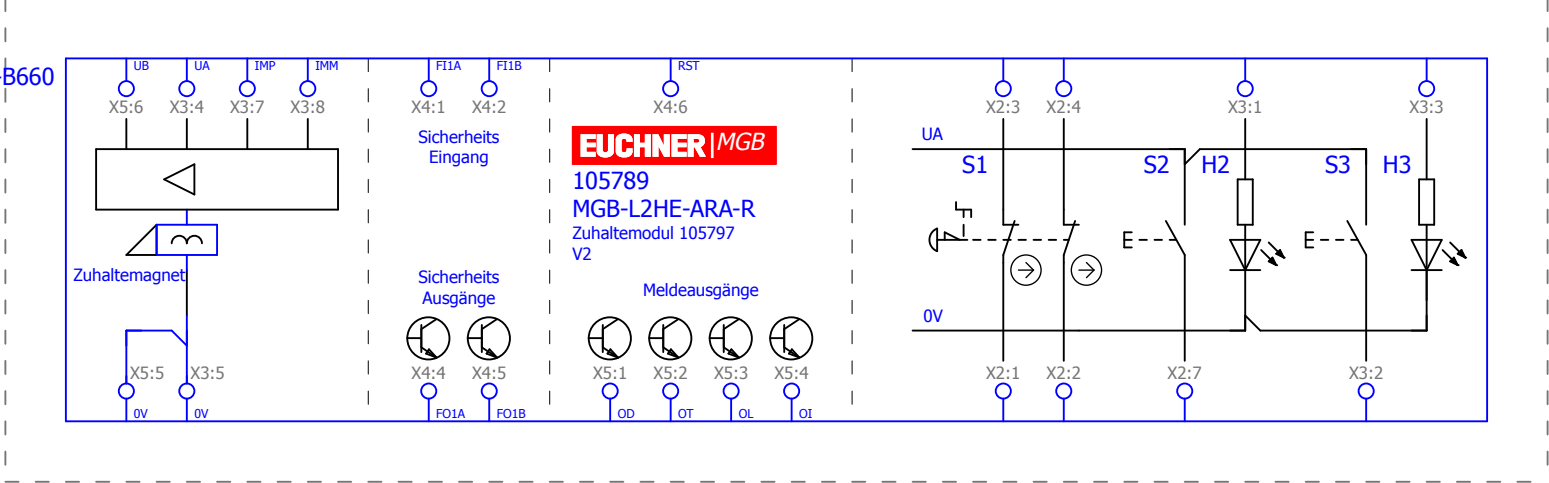 -B660
UB UA IMP IMM FI1A FI1B RST
X5:6 X3:4 X3:7 X3:8 X4:1 X4:2 X4:6 X2:3 X2:4 X3:1 X3:3
Sicherheits
Eingang
EUCHNER|MGB
105789
MGB-L2HE-ARA-R
Zuhaltemodul 105797
V2
UA
S1 S2 H2 S3 H3
Zuhaltemagnet
Sicherheits
Ausgänge
Meldeausgänge
0V
X5:5 X3:5 X4:4 X4:5 X5:1 X5:2 X5:3 X5:4 X2:1 X2:2 X2:7 X3:2
0V 0V FO1A FO1B OD OT OL OI